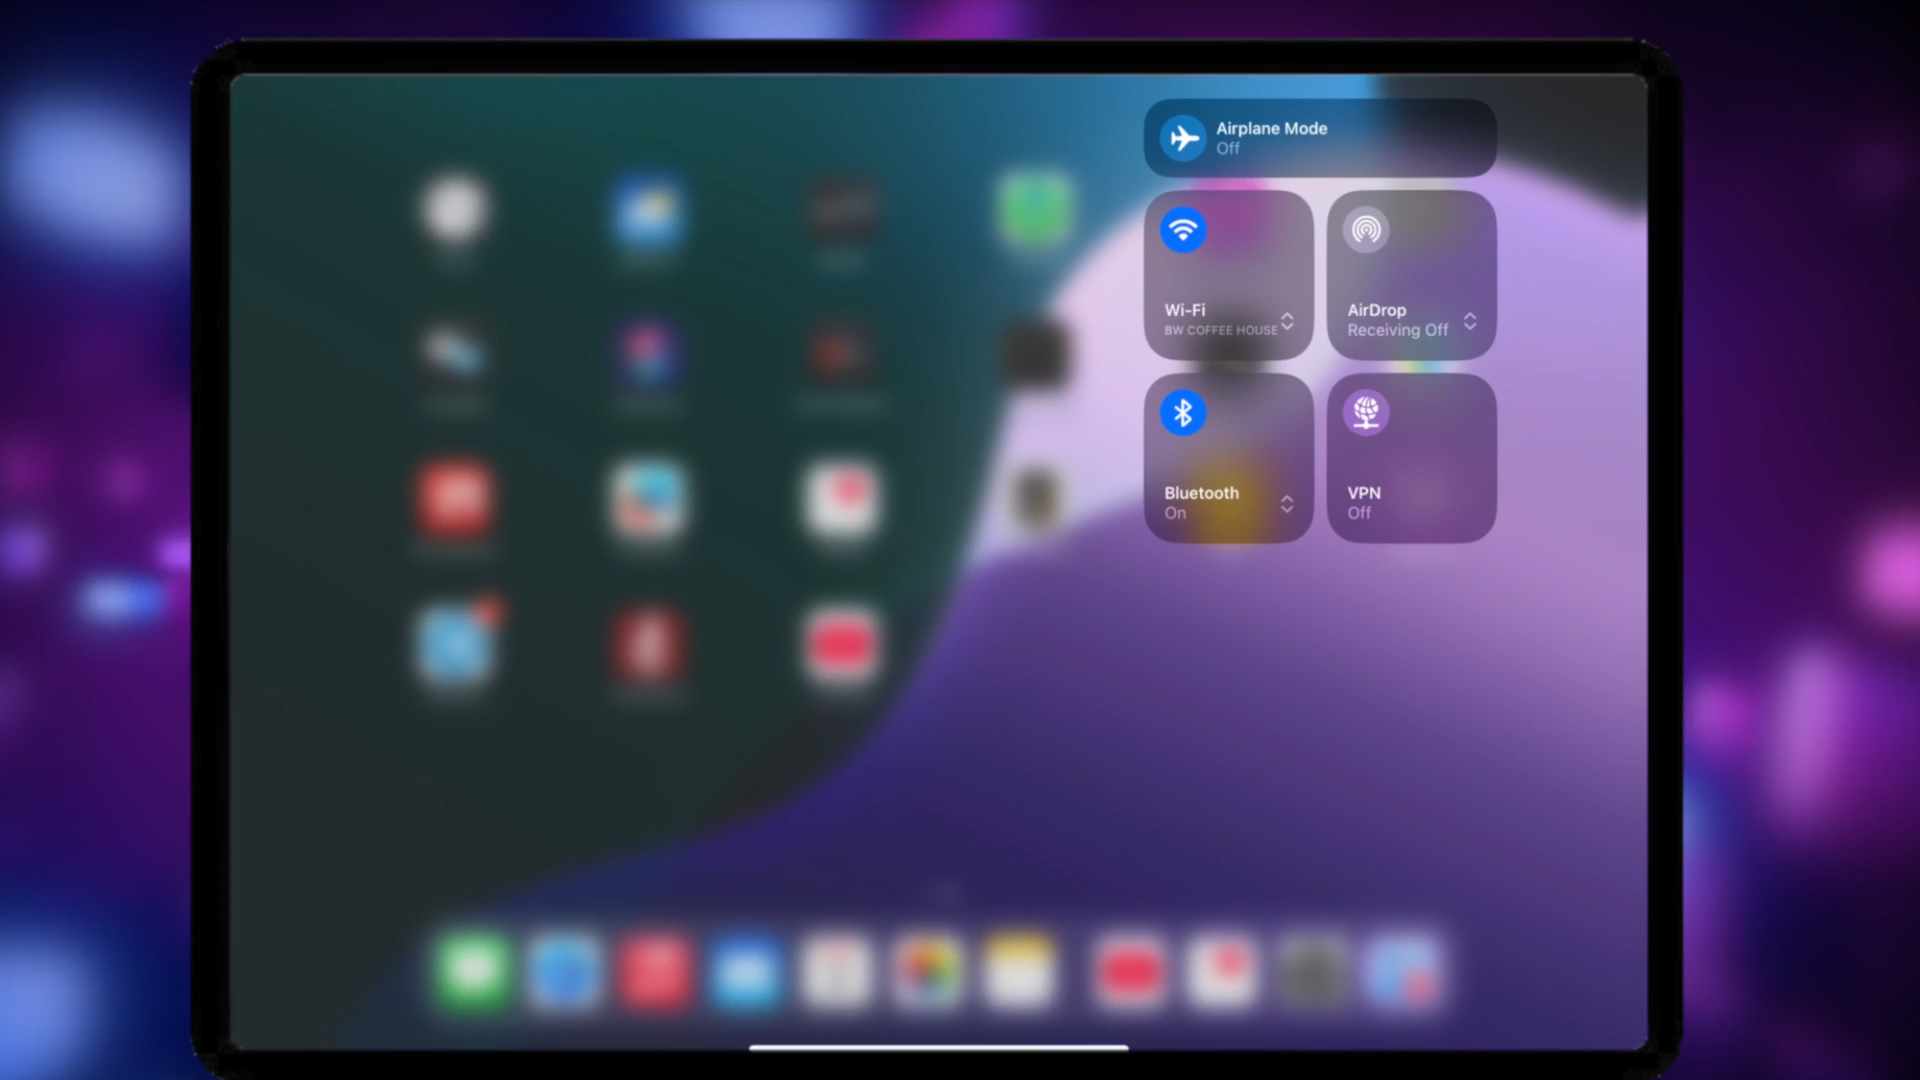 Airplane Mode
Off
Wi-Fi
BW COFFEE HOUSE
AirDrop
Receiving Off
Bluetooth
On
VPN
Off